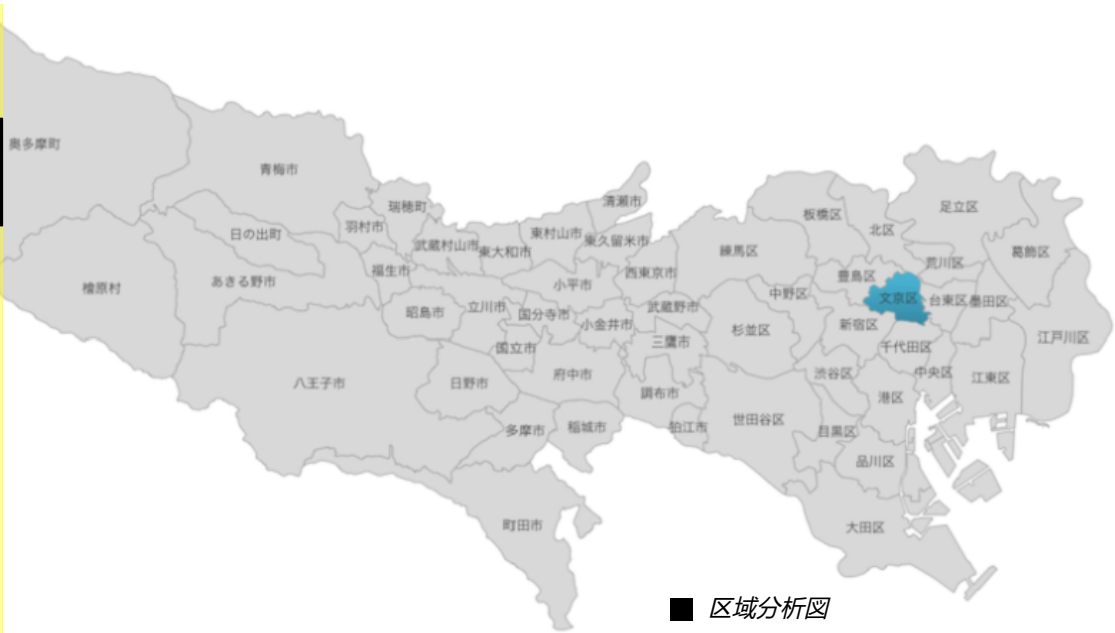 奥多摩町
青梅市
瑞穂町
清瀬市
羽村市
日の出町
武蔵村山市
東大和市
東村山市
東久留米市
板橋区
足立区
北区
練馬区
葛飾区
荒川区
福生市
あきる野市
檜原村
小平市
西東京市
豊島区
中野区
文京区
台東区
墨田区
昭島市
立川市
国分寺市
小金井市
武蔵野市
杉並区
新宿区
江戸川区
国立市
三鷹市
千代田区
八王子市
日野市
府中市
調布市
渋谷区
中央区
江東区
港区
多摩市
稲城市
狛江市
世田谷区
目黒区
品川区
町田市
大田区
区域分析図